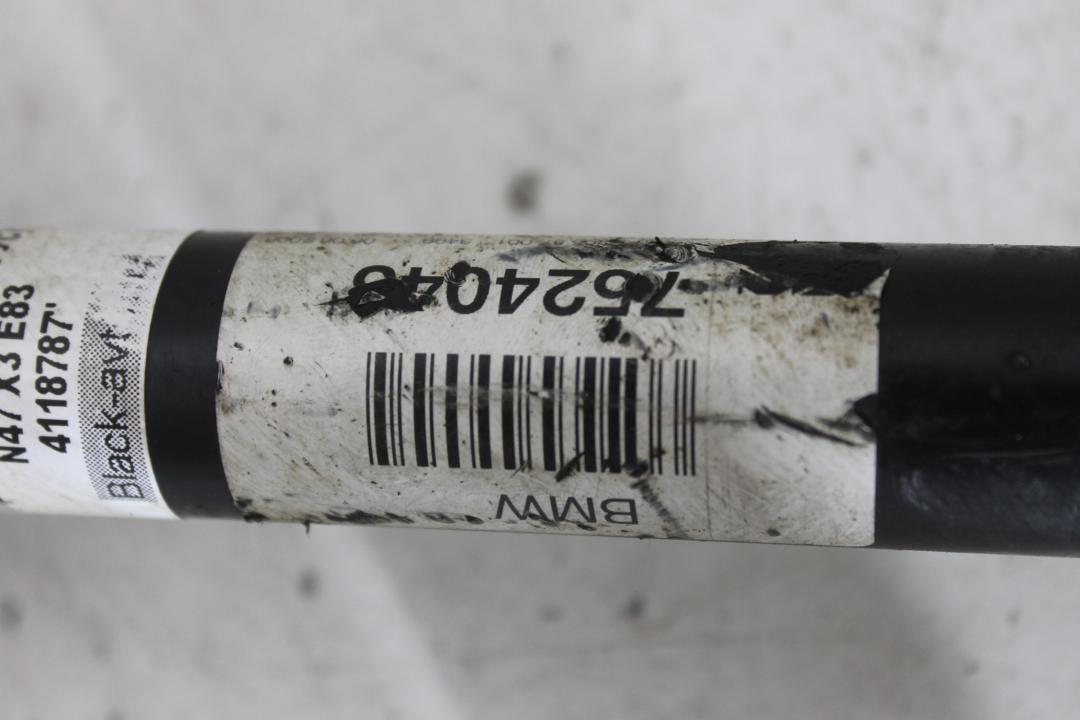 N47 X3 E83
4118787'
Black-avt
BMW
7524048